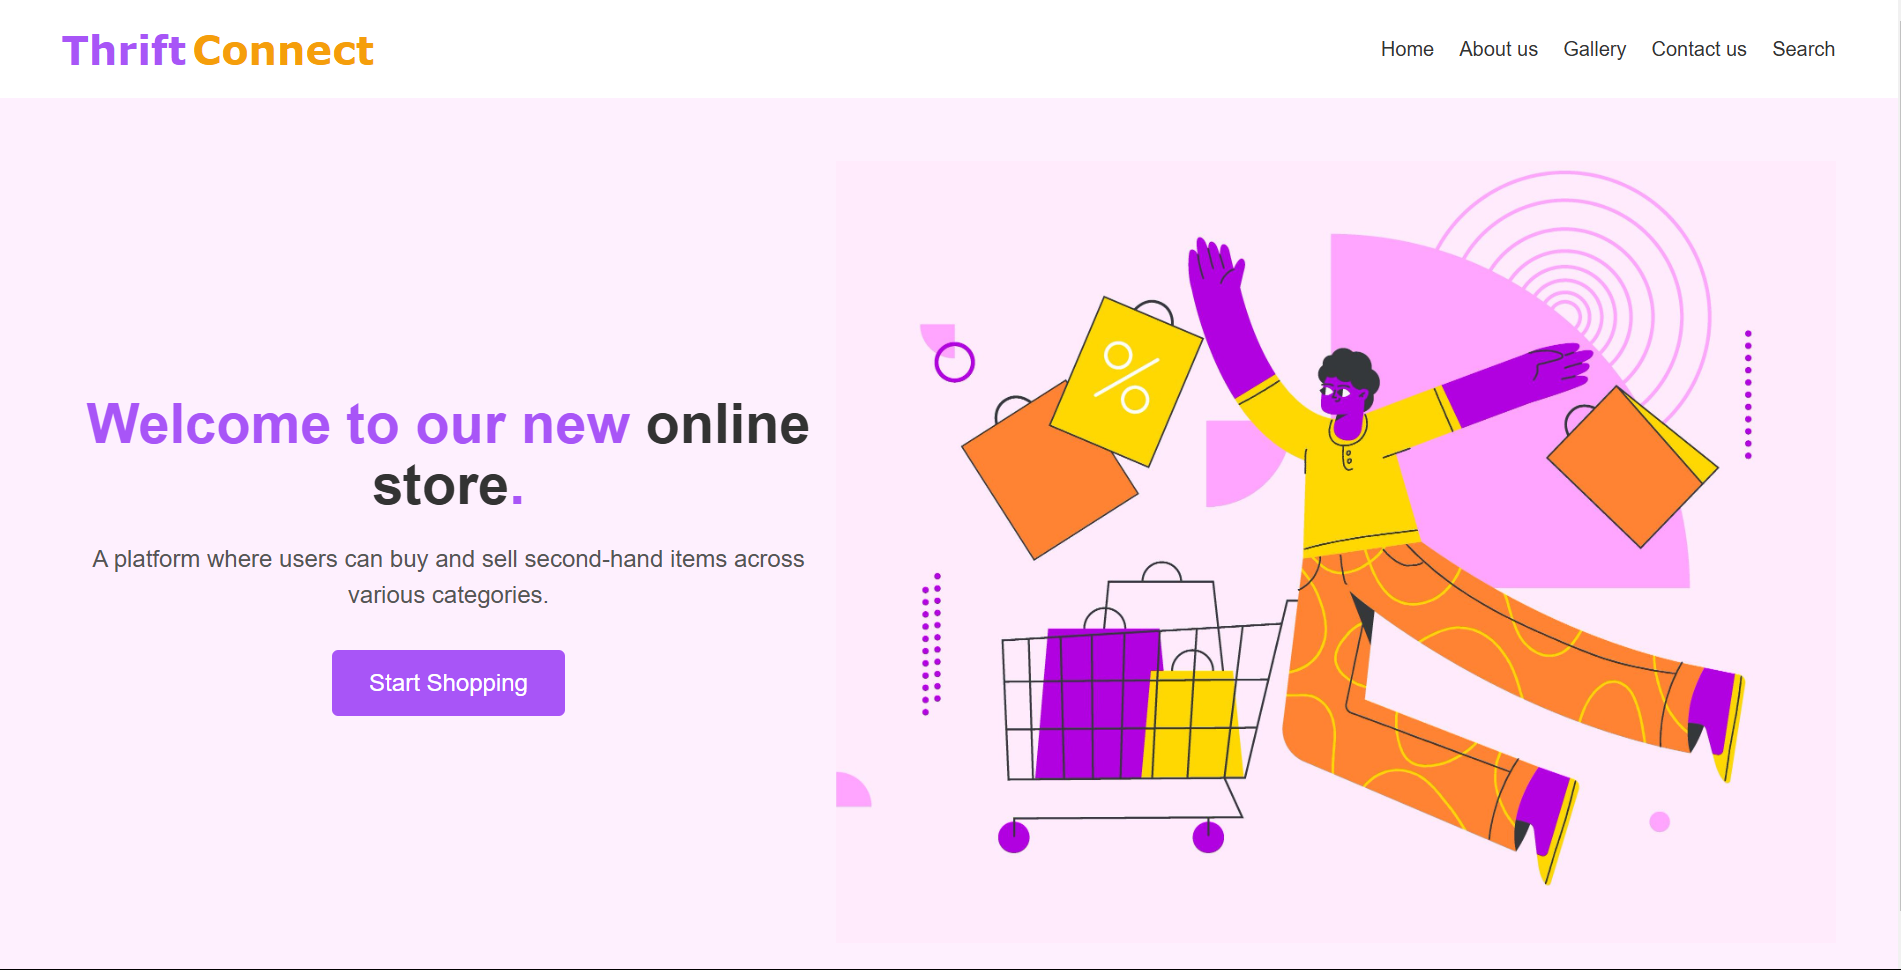 Thrift Connect
Home About us Gallery Contact us Search
Welcome to our new online
store.
A platform where users can buy and sell second-hand items across
various categories.
Start Shopping
%